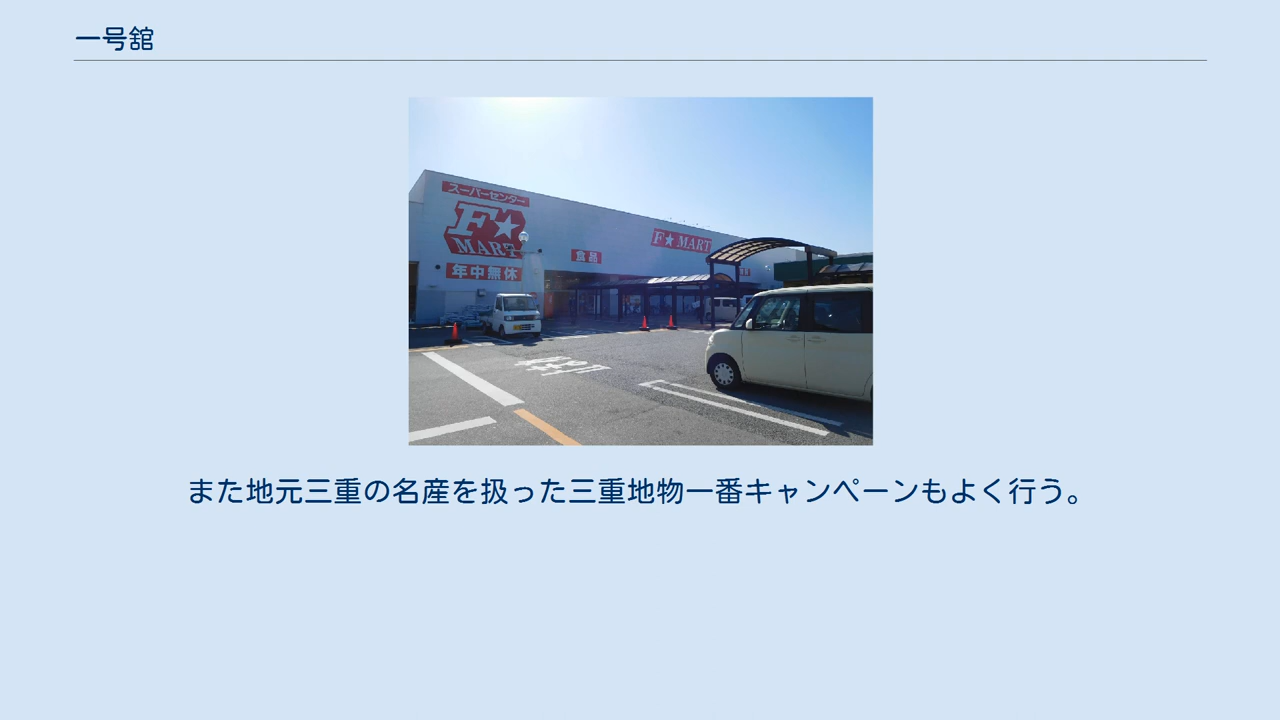 一号舘
スーパーセンター
F★
MART
年中無休
食品
F★MART
また地元三重の名産を扱った三重地物一番キャンペーンもよく行う。